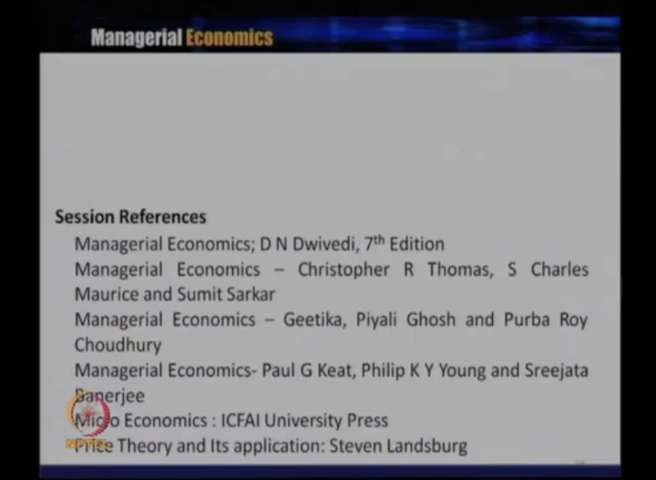 Managerial Economics
Session References
Managerial Economics; D N Dwivedi, 7th Edition
Managerial Economics – Christopher R Thomas, S Charles
Maurice and Sumit Sarkar
Managerial Economics – Geetika, Piyali Ghosh and Purba Roy
Choudhury
Managerial Economics- Paul G Keat, Philip K Y Young and Sreejata
Banerjee
Micro Economics : ICFAI University Press
Price Theory and Its application: Steven Landsburg